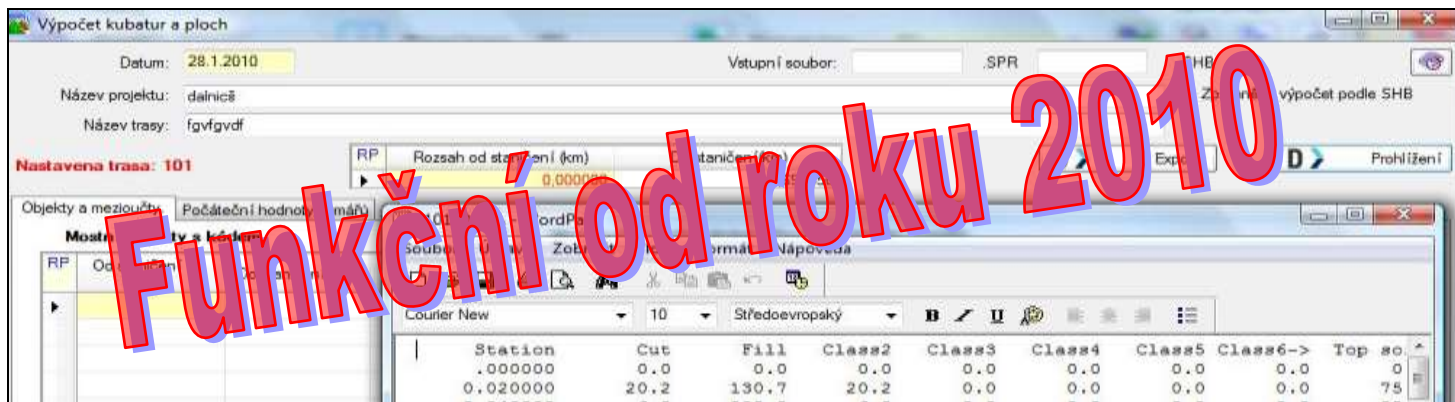 Výpočet kubatur a ploch
Datum: 28.1.2010 Vstupní soubor: .SPR
Název projektu: dalnicě výpočet podle SHB
Název trasy: fgvfgvdf
Nastavena trasa: 101
RP Rozsah od staničení (km)
0,000000
D Prohlížení
Objekty a mezioučty Počáteční hodnoty
RP
Funkční od roku 2010
Courier New 10 Středoevropský B U
Station Cut Fill Class2 Class3 Class4 Class5 Class6-> Top so
.000000 0.0 0.0 0.0 0.0 0.0 0.0 0.0 0
0.020000 20.2 130.7 20.2 0.0 0.0 0.0 0.0 75